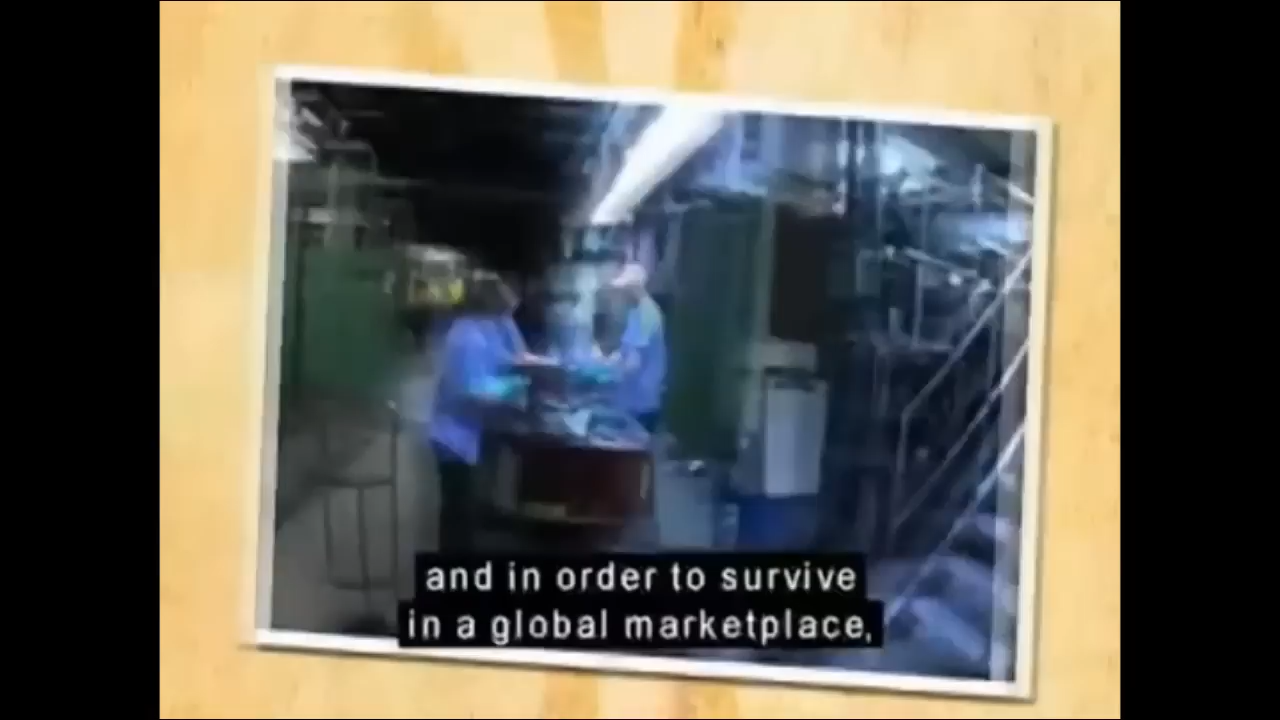 and in order to survive
in a global marketplace,